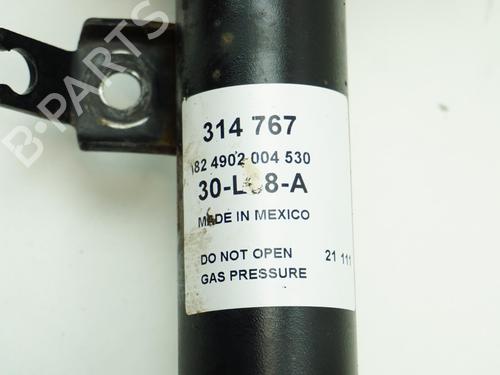 314 767
82 4902 004 530
MADE IN MEXICO
DO NOT OPEN 21 111
GAS PRESSURE
B-PARTS